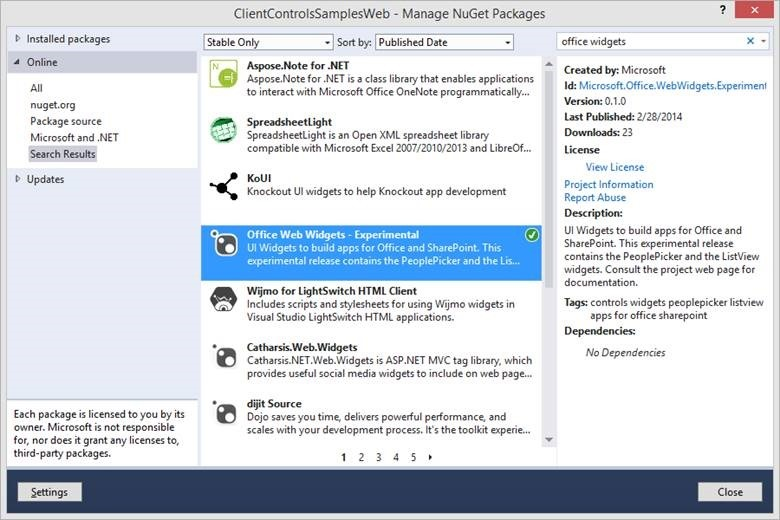 ClientControlsSamplesWeb - Manage NuGet Packages
?
Installed packages
Online
All
nuget.org
Package source
Microsoft and .NET
Search Results
Updates
Each package is licensed to you by its
owner. Microsoft is not responsible
for, nor does it grant any licenses to,
third-party packages.
Stable Only
Sort by: Published Date
Aspose.Note for .NET
Aspose.Note for .NET is a class library that enables applications
to interact with Microsoft Office OneNote programmatically...
SpreadsheetLight
SpreadsheetLight is an Open XML spreadsheet library
compatible with Microsoft Excel 2007/2010/2013 and LibreOf...
KoUI
Knockout UI widgets to help Knockout app development
Office Web Widgets - Experimental
UI Widgets to build apps for Office and SharePoint. This
experimental release contains the PeoplePicker and the Lis...
Wijmo for LightSwitch HTML Client
Includes scripts and stylesheets for using Wijmo widgets in
Visual Studio LightSwitch HTML applications.
Catharsis.Web.Widgets
Catharsis.NET.Web.Widgets is ASP.NET MVC tag library, which
provides useful social media widgets to include on web page...
dijit Source
Dojo saves you time, delivers powerful performance, and
scales with your development process. It's the toolkit experie...
1 2 3 4 5
office widgets
Created by: Microsoft
Id: Microsoft.Office.WebWidgets.Experiment
Version: 0.1.0
Last Published: 2/28/2014
Downloads: 23
License
View License
Project Information
Report Abuse
Description:
UI Widgets to build apps for Office and
SharePoint. This experimental release
contains the PeoplePicker and the ListView
widgets. Consult the project web page for
documentation.
Tags: controls widgets peoplepicker listview
apps for office sharepoint
Dependencies:
No Dependencies
Settings
Close